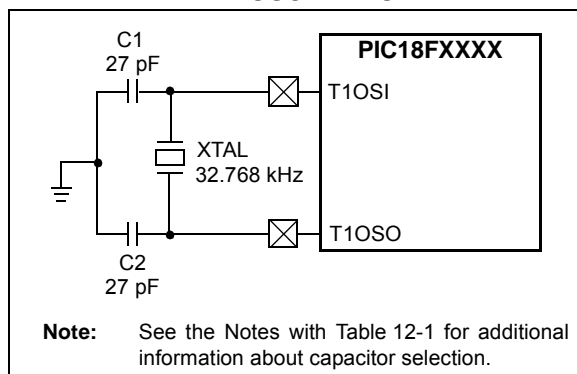 C1
27 pF
PIC18FXXXX
T1OSI
XTAL
32.768 kHz
T1OSO
C2
27 pF
Note: See the Notes with Table 12-1 for additional
information about capacitor selection.